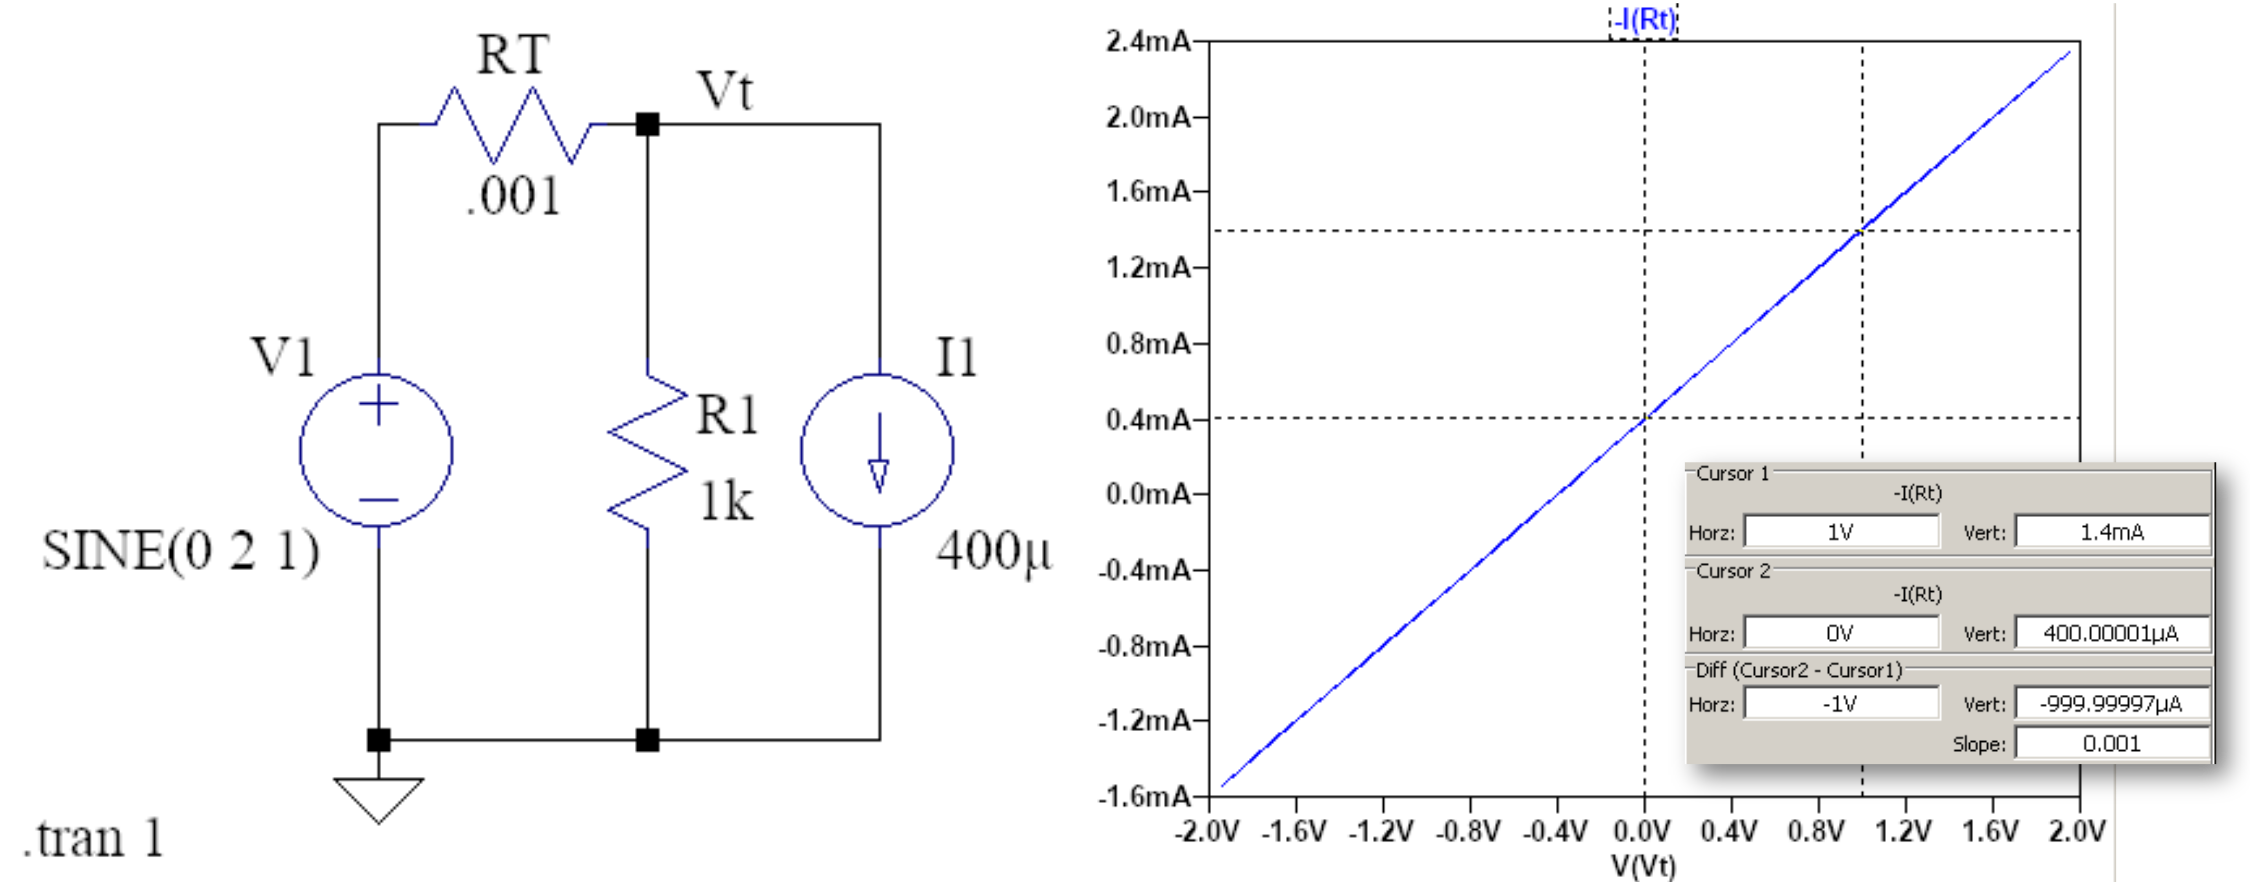 RT
.001
Vt
V1
SINE(0 2 1)
R1
1k
I1
400µ
.tran 1
-I(Rt)
2.4mA
2.0mA
1.6mA
1.2mA
0.8mA
0.4mA
0.0mA
-0.4mA
-0.8mA
-1.2mA
-1.6mA
-2.0V -1.6V -1.2V -0.8V -0.4V 0.0V 0.4V 0.8V 1.2V 1.6V 2.0V
V(Vt)
Cursor 1
-I(Rt)
Horz: 1V Vert: 1.4mA
Cursor 2
-I(Rt)
Horz: 0V Vert: 400.00001µA
Diff (Cursor2 - Cursor1)
Horz: -1V Vert: -999.99997µA
Slope: 0.001